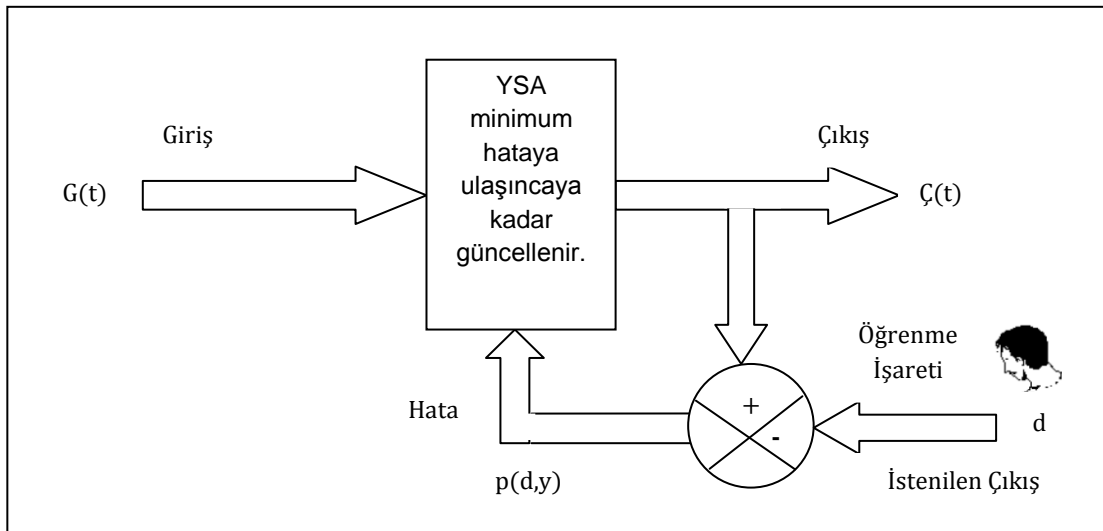 YSA
minimum
hataya
ulaşıncaya
kadar
güncellenir.
Giriş
G(t)
Çıkış
Ç(t)
Öğrenme
İşareti
d
İstenilen Çıkış
+
-
Hata
p(d,y)